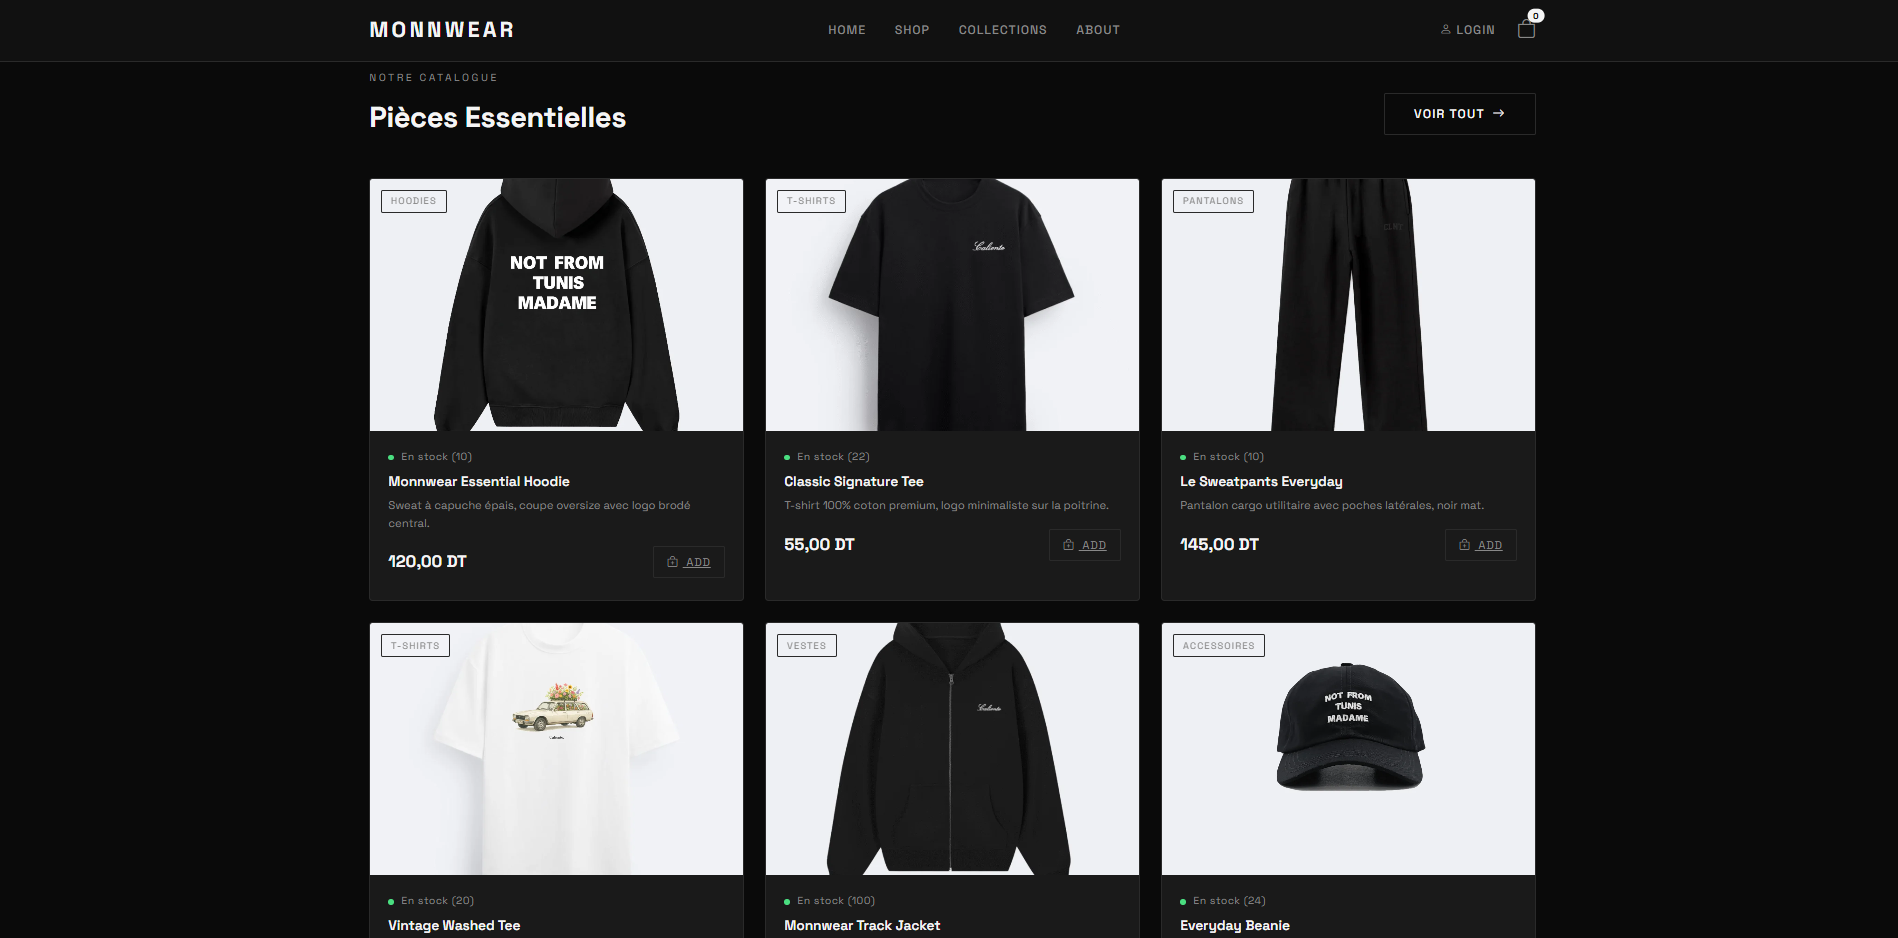 MONNWEAR
HOME SHOP COLLECTIONS ABOUT
LOGIN
0
NOTRE CATALOGUE
Pièces Essentielles
VOIR TOUT →
HOODIES
NOT FROM
TUNIS
MADAME
En stock (10)
Monnwear Essential Hoodie
Sweat à capuche épais, coupe oversize avec logo brodé
central.
120,00 DT
ADD
T-SHIRTS
Caliente
En stock (22)
Classic Signature Tee
T-shirt 100% coton premium, logo minimaliste sur la poitrine.
55,00 DT
ADD
PANTALONS
En stock (10)
Le Sweatpants Everyday
Pantalon cargo utilitaire avec poches latérales, noir mat.
145,00 DT
ADD
T-SHIRTS
En stock (20)
Vintage Washed Tee
VESTES
Caliente
En stock (100)
Monnwear Track Jacket
ACCESSOIRES
NOT FROM
TUNIS
MADAME
En stock (24)
Everyday Beanie